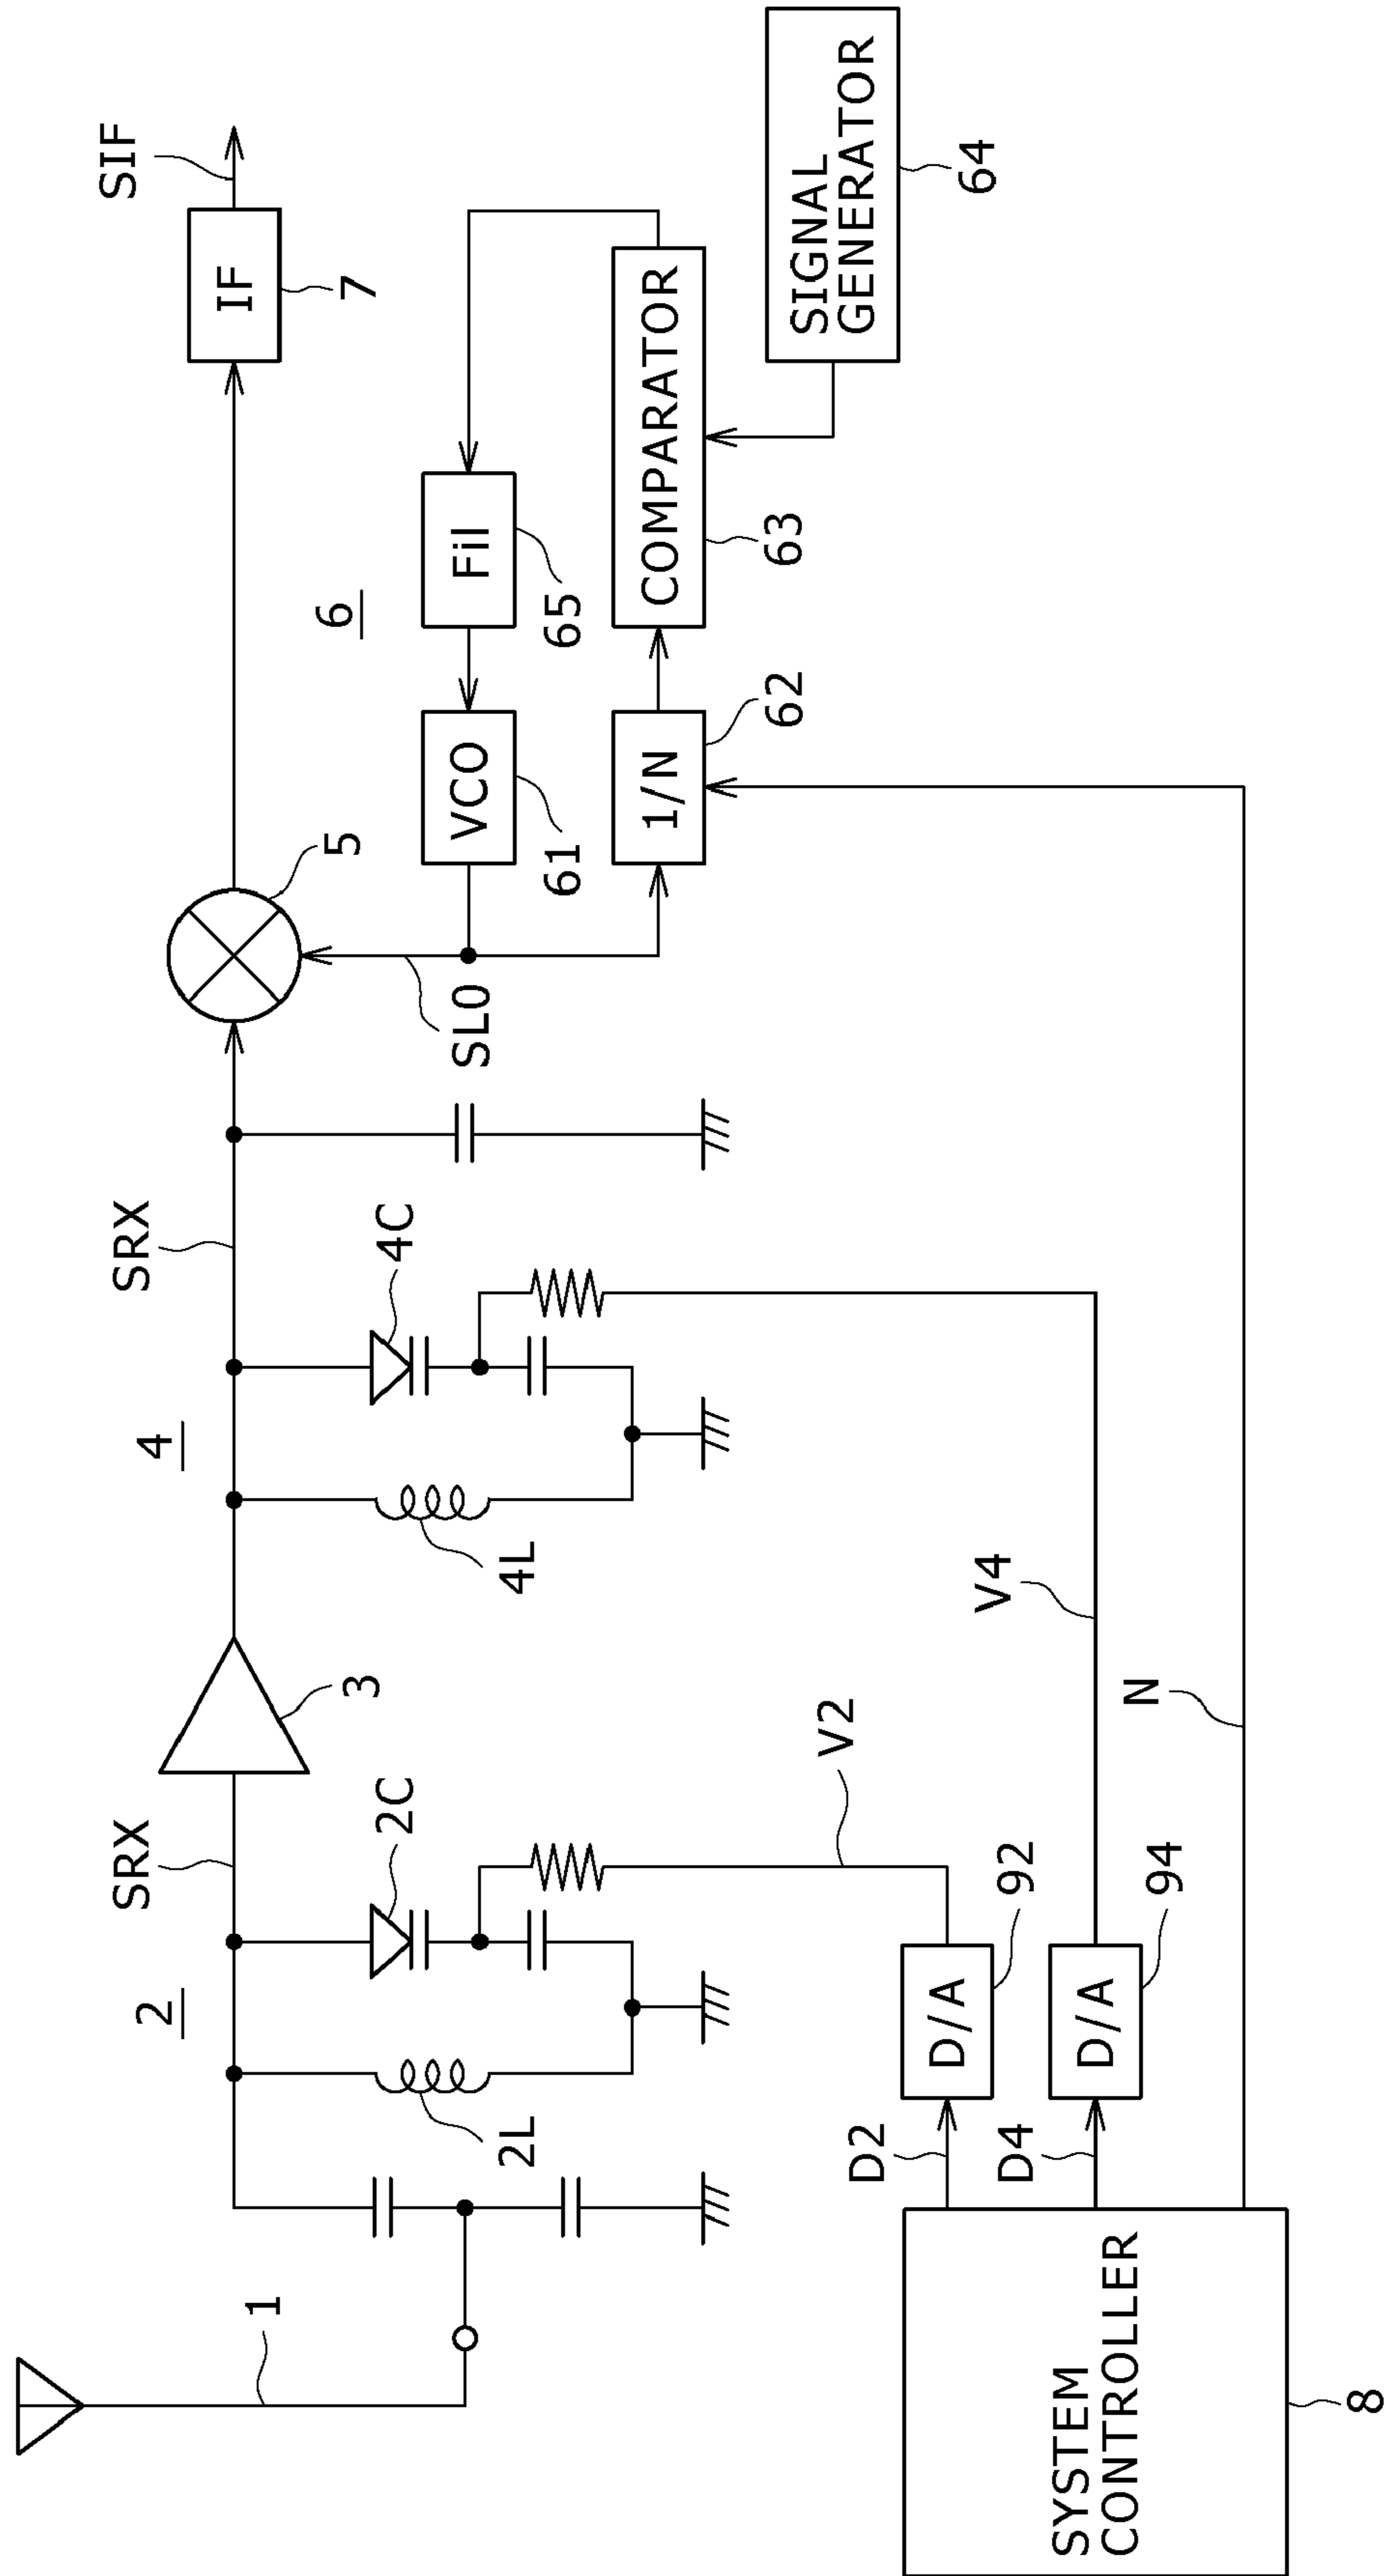 1
2
SRX
3
4
SRX
5
SIF
IF
7
2L
2C
4L
4C
SL0
VCO
61
6
Fil
65
1/N
62
COMPARATOR
63
SIGNAL
GENERATOR
64
V2
V4
N
D2
D/A
92
D4
D/A
94
SYSTEM
CONTROLLER
8